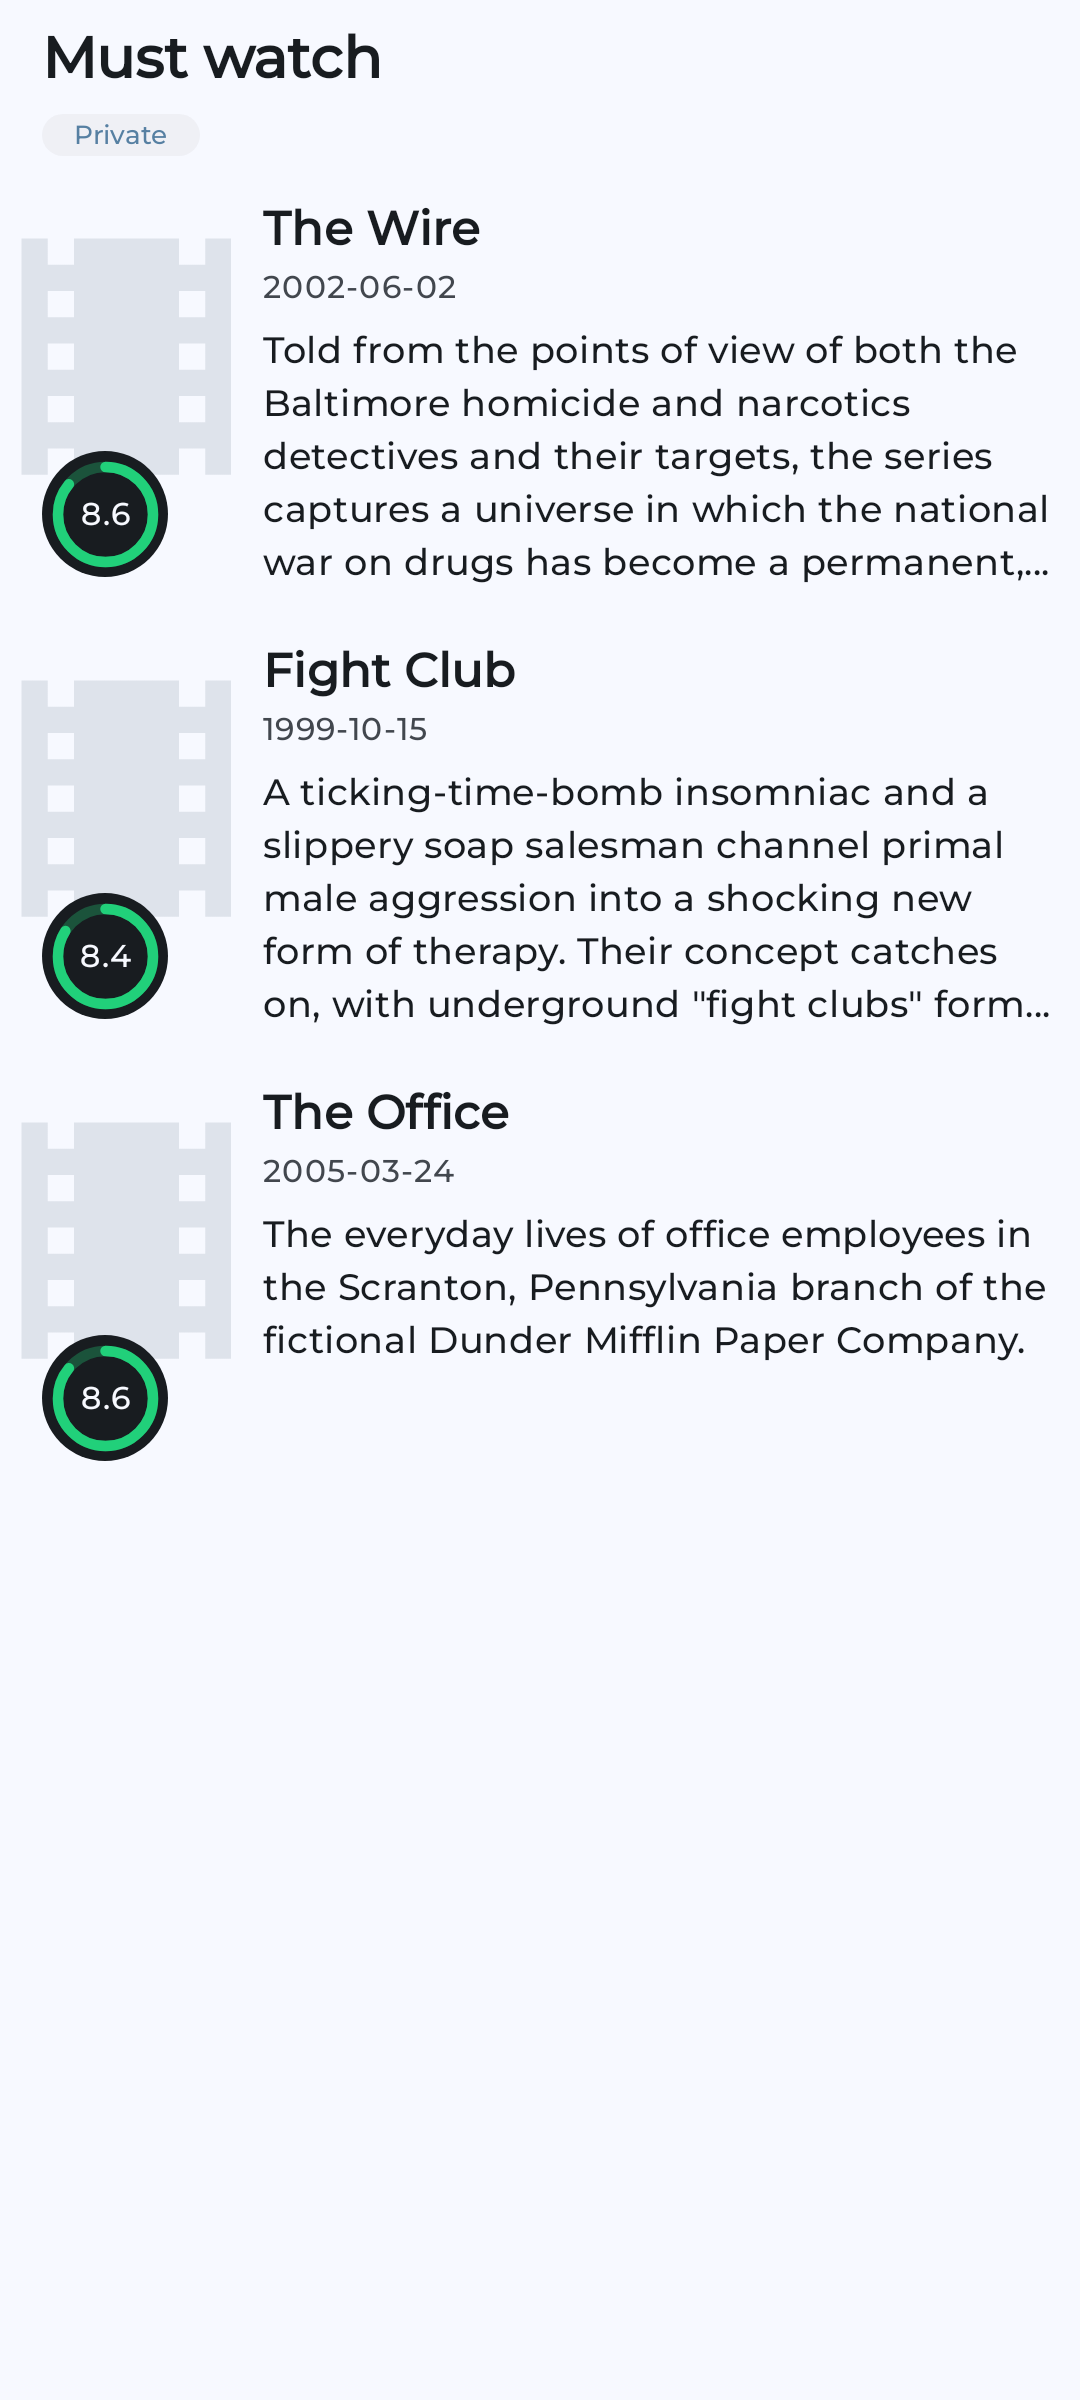 Must watch
Private
The Wire
2002-06-02
Told from the points of view of both the
Baltimore homicide and narcotics
detectives and their targets, the series
captures a universe in which the national
war on drugs has become a permanent,...
8.6
Fight Club
1999-10-15
A ticking-time-bomb insomniac and a
slippery soap salesman channel primal
male aggression into a shocking new
form of therapy. Their concept catches
on, with underground "fight clubs" form...
8.4
The Office
2005-03-24
The everyday lives of office employees in
the Scranton, Pennsylvania branch of the
fictional Dunder Mifflin Paper Company.
8.6